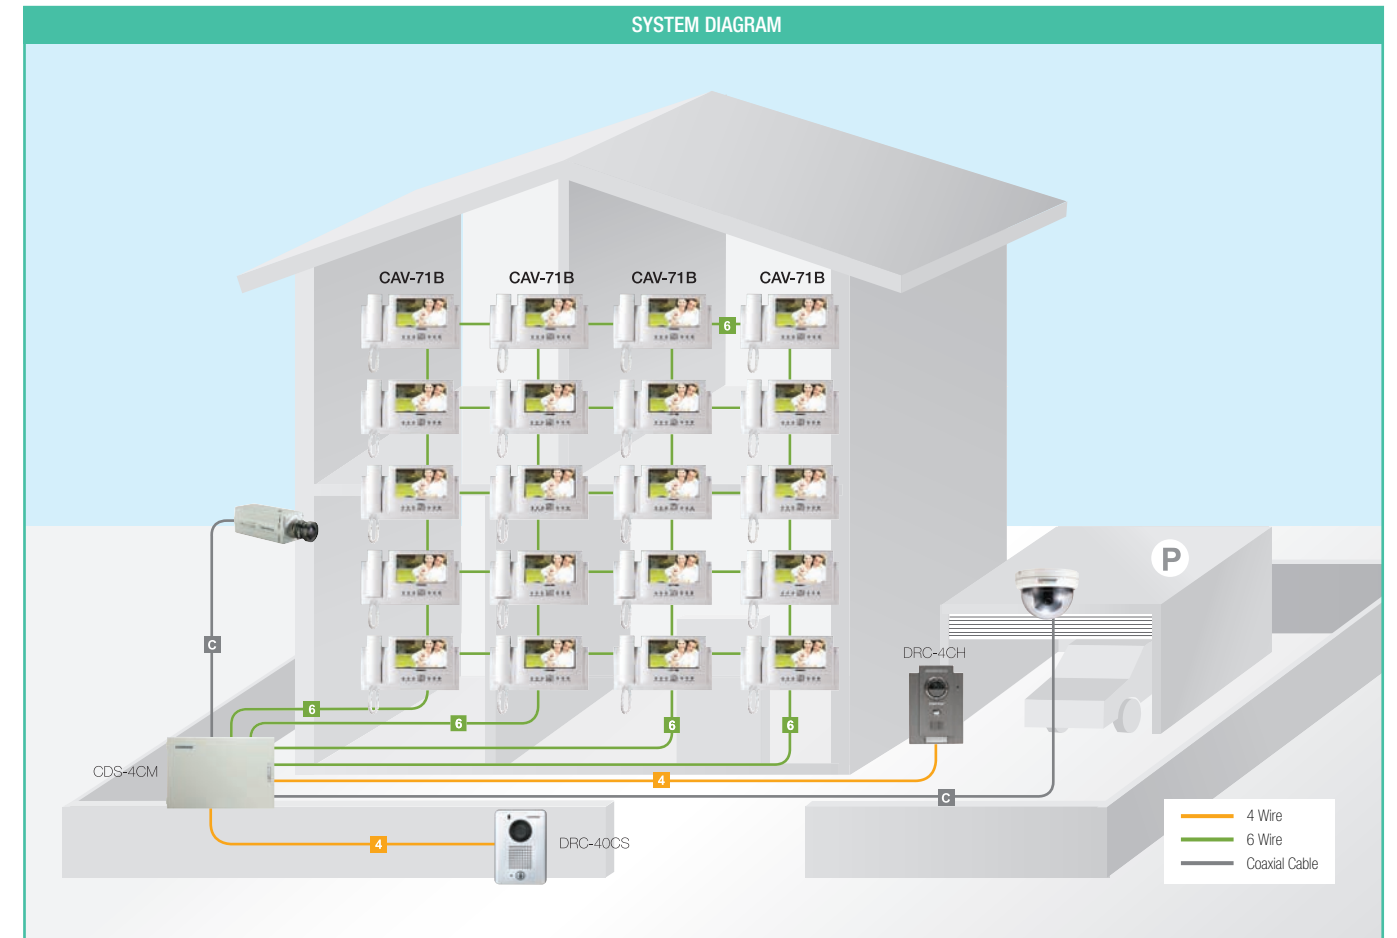 SYSTEM DIAGRAM
CAV-71B CAV-71B CAV-71B CAV-71B
6
P
C
DRC-4CH
6
6
6
6
CDS-4CM
4
C
4
DRC-40CS
4 Wire
6 Wire
Coaxial Cable